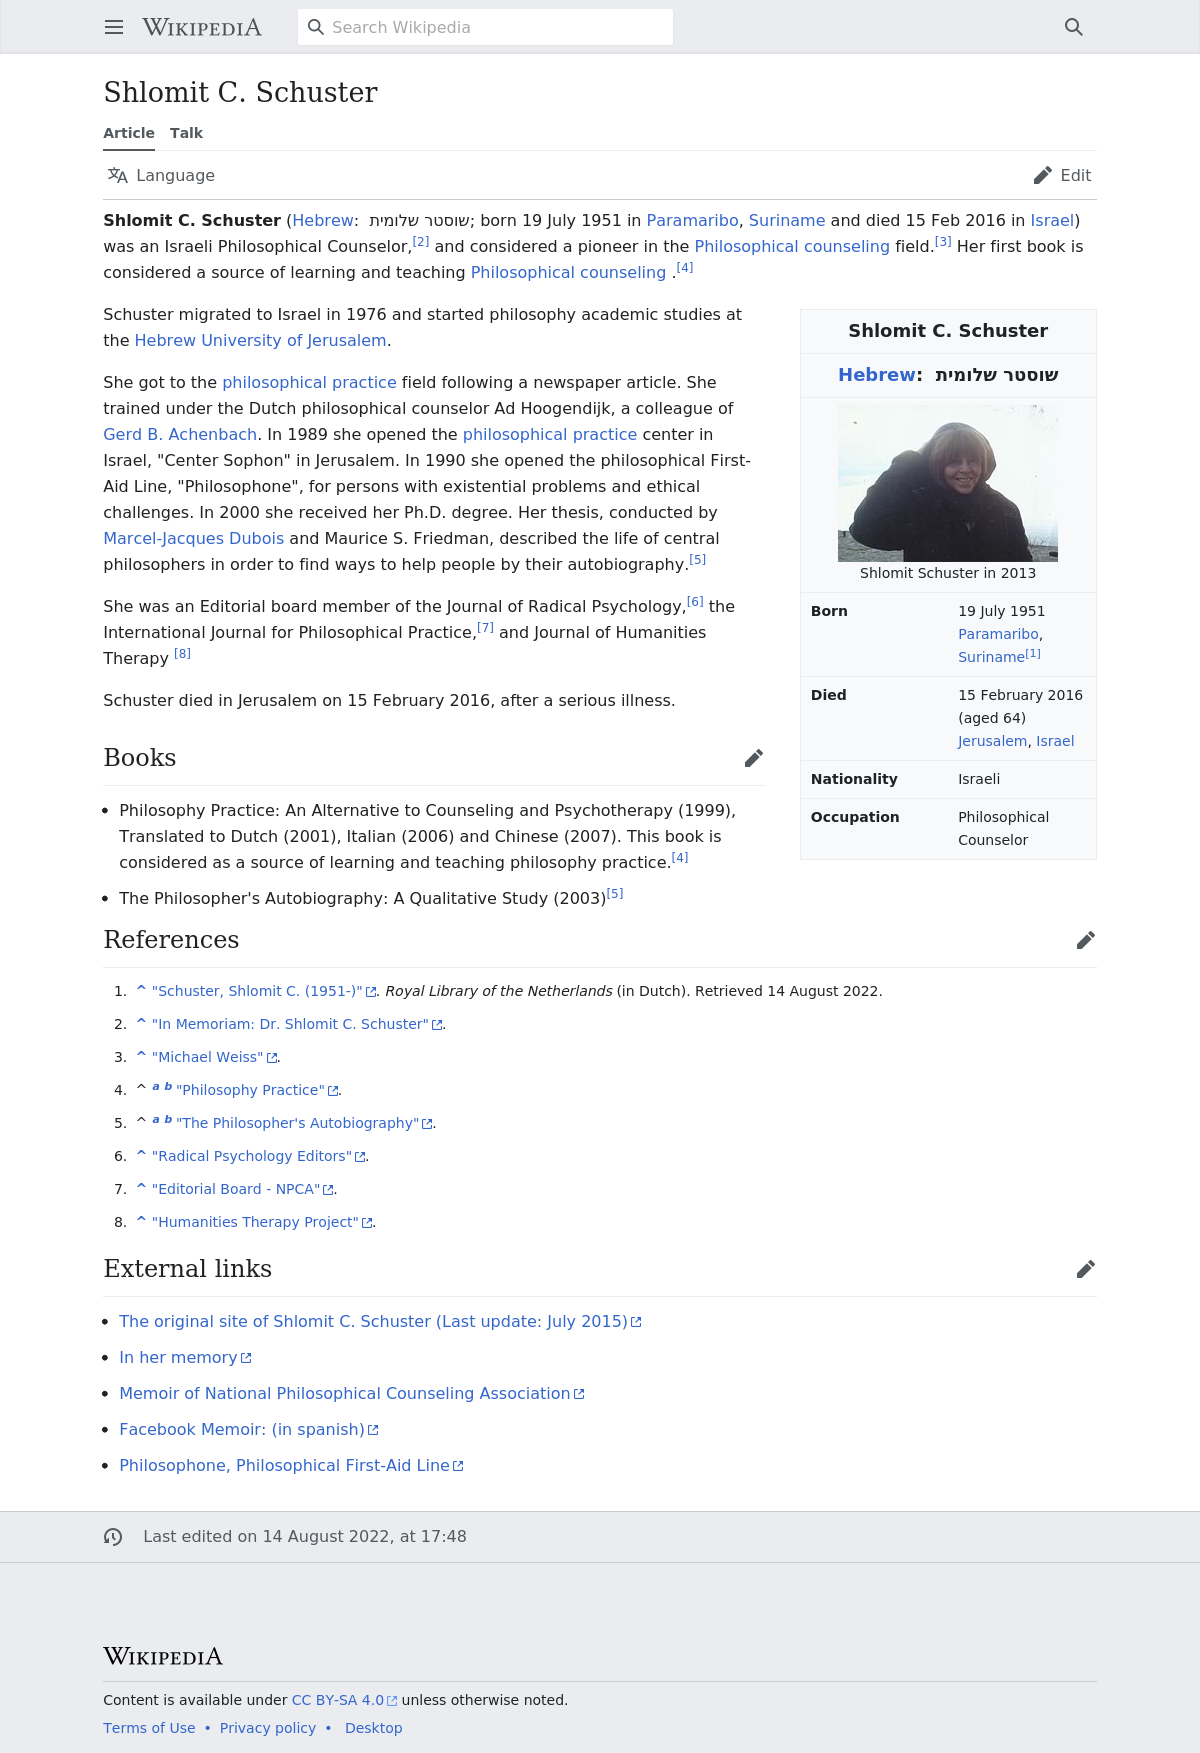 WIKIPEDIA
Search Wikipedia
Shlomit C. Schuster
Article Talk
Language
Edit
Shlomit C. Schuster (Hebrew: שוסטר שלומית; born 19 July 1951 in Paramaribo, Suriname and died 15 Feb 2016 in Israel)
was an Israeli Philosophical Counselor,[2] and considered a pioneer in the Philosophical counseling field.[3] Her first book is
considered a source of learning and teaching Philosophical counseling .[4]
Schuster migrated to Israel in 1976 and started philosophy academic studies at
the Hebrew University of Jerusalem.
She got to the philosophical practice field following a newspaper article. She
trained under the Dutch philosophical counselor Ad Hoogendijk, a colleague of
Gerd B. Achenbach. In 1989 she opened the philosophical practice center in
Israel, "Center Sophon" in Jerusalem. In 1990 she opened the philosophical First-
Aid Line, "Philosophone", for persons with existential problems and ethical
challenges. In 2000 she received her Ph.D. degree. Her thesis, conducted by
Marcel-Jacques Dubois and Maurice S. Friedman, described the life of central
philosophers in order to find ways to help people by their autobiography.[5]
She was an Editorial board member of the Journal of Radical Psychology,[6] the
International Journal for Philosophical Practice,[7] and Journal of Humanities
Therapy [8]
Schuster died in Jerusalem on 15 February 2016, after a serious illness.
Shlomit C. Schuster
Hebrew: שוסטר שלומית
Shlomit Schuster in 2013
Born 19 July 1951
Paramaribo,
Suriname[1]
Died 15 February 2016
(aged 64)
Jerusalem, Israel
Nationality Israeli
Occupation Philosophical
Counselor
Books
• Philosophy Practice: An Alternative to Counseling and Psychotherapy (1999),
Translated to Dutch (2001), Italian (2006) and Chinese (2007). This book is
considered as a source of learning and teaching philosophy practice.[4]
• The Philosopher's Autobiography: A Qualitative Study (2003)[5]
References
1. ^ "Schuster, Shlomit C. (1951-)". Royal Library of the Netherlands (in Dutch). Retrieved 14 August 2022.
2. ^ "In Memoriam: Dr. Shlomit C. Schuster".
3. ^ "Michael Weiss".
4. ^ a b "Philosophy Practice".
5. ^ a b "The Philosopher's Autobiography".
6. ^ "Radical Psychology Editors".
7. ^ "Editorial Board - NPCA".
8. ^ "Humanities Therapy Project".
External links
• The original site of Shlomit C. Schuster (Last update: July 2015)
• In her memory
• Memoir of National Philosophical Counseling Association
• Facebook Memoir: (in spanish)
• Philosophone, Philosophical First-Aid Line
Last edited on 14 August 2022, at 17:48
WIKIPEDIA
Content is available under CC BY-SA 4.0 unless otherwise noted.
Terms of Use • Privacy policy • Desktop